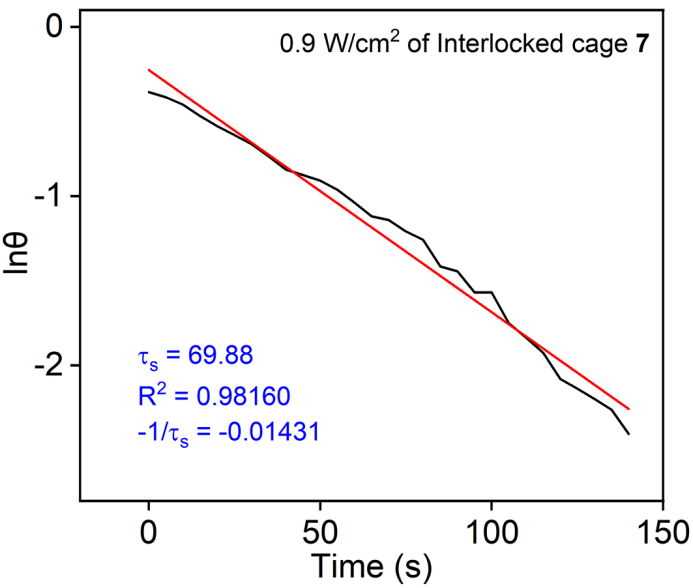 0.9 W/cm² of Interlocked cage 7
0
-1
-2
lnθ
τₛ = 69.88
R² = 0.98160
-1/τₛ = -0.01431
0 50 100 150
Time (s)